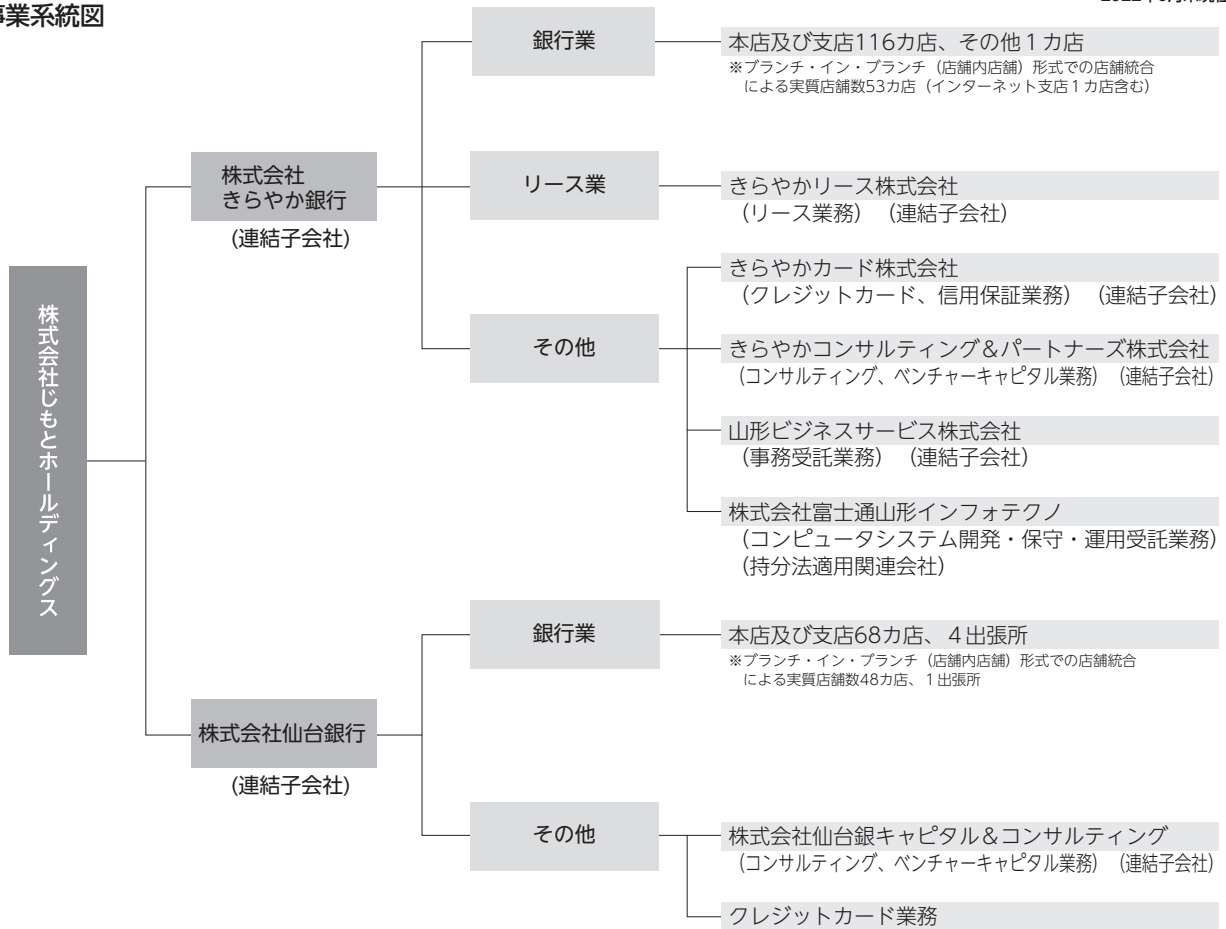 事業系統図
株式会社じもとホールディングス
株式会社
きらやか銀行
(連結子会社)
銀行業
本店及び支店116カ店、その他1カ店
※ブランチ・イン・ブランチ(店舗内店舗)形式での店舗統合
による実質店舗数53カ店(インターネット支店1カ店含む)
リース業
きらやかリース株式会社
(リース業務)(連結子会社)
その他
きらやかカード株式会社
(クレジットカード、信用保証業務)(連結子会社)
きらやかコンサルティング&パートナーズ株式会社
(コンサルティング、ベンチャーキャピタル業務)(連結子会社)
山形ビジネスサービス株式会社
(事務受託業務)(連結子会社)
株式会社富士通山形インフォテクノ
(コンピュータシステム開発・保守・運用受託業務)
(持分法適用関連会社)
株式会社仙台銀行
(連結子会社)
銀行業
本店及び支店68カ店、4出張所
※ブランチ・イン・ブランチ(店舗内店舗)形式での店舗統合
による実質店舗数48カ店、1出張所
その他
株式会社仙台銀キャピタル&コンサルティング
(コンサルティング、ベンチャーキャピタル業務)(連結子会社)
クレジットカード業務